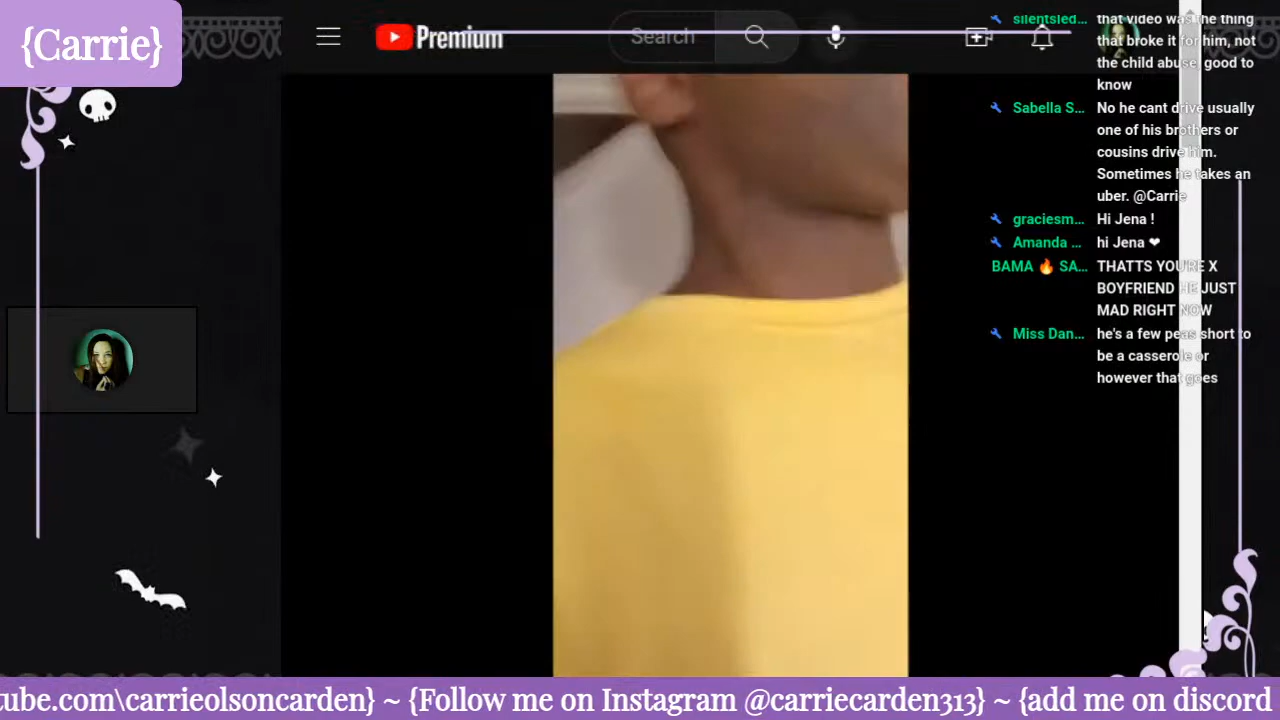 {Carrie}
Premium
Search
silentsled... that video was the thing
that broke it for him, not
the child abuse, good to
know
Sabella S... No he cant drive usually
one of his brothers or
cousins drive him.
Sometimes he takes an
uber. @Carrie
graciesm... Hi Jena !
Amanda ... hi Jena ❤
BAMA 🔥 SA... THATTS YOU'RE X
BOYFRIEND HE JUST
MAD RIGHT NOW
Miss Dan... he's a few peas short to
be a casserole or
however that goes
tube.com\carrieolsoncarden} ~ {Follow me on Instagram @carriecarden313} ~ {add me on discord